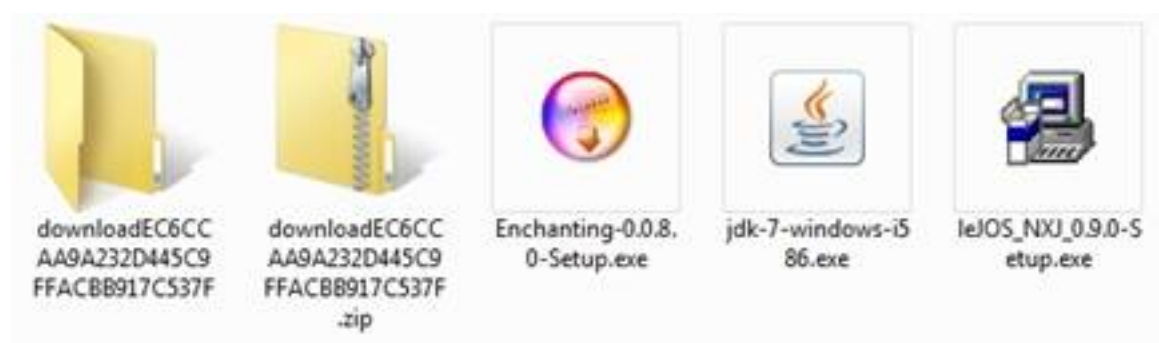 downloadEC6CC
AA9A232D445C9
FFACBB917C537F
downloadEC6CC
AA9A232D445C9
FFACBB917C537F
.zip
Enchanting-0.0.8.
0-Setup.exe
jdk-7-windows-i5
86.exe
leJOS_NXJ_0.9.0-S
etup.exe